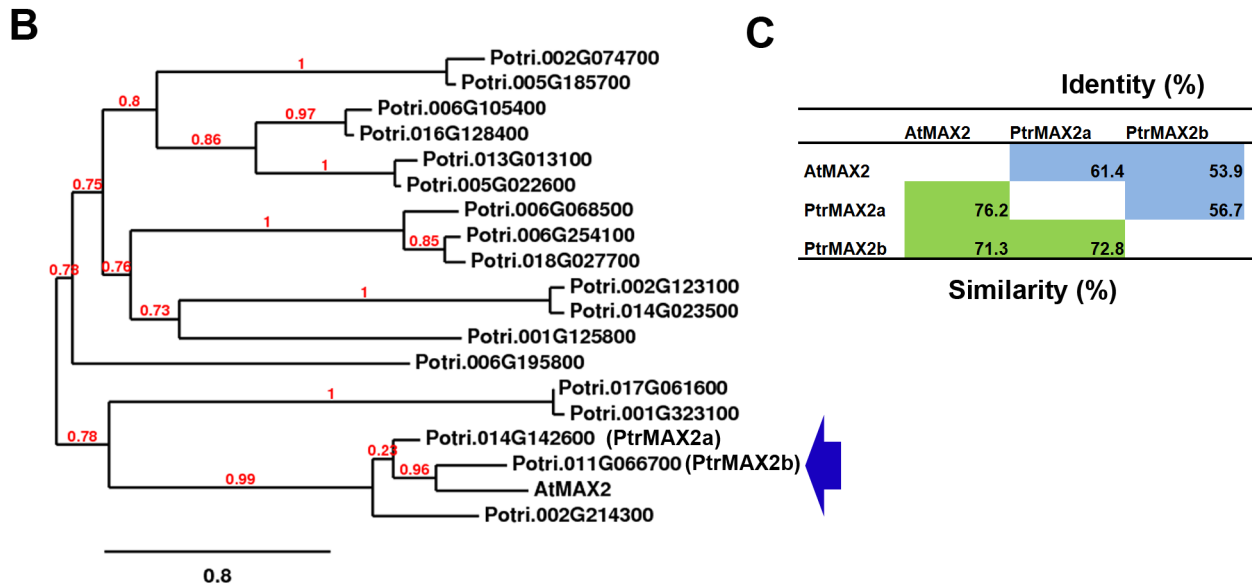 B
1
Potri.002G074700
Potri.005G185700
0.8
0.97
Potri.006G105400
Potri.016G128400
0.86
1
Potri.013G013100
Potri.005G022600
0.75
1
Potri.006G068500
0.85
Potri.006G254100
Potri.018G027700
0.78
0.76
1
Potri.002G123100
Potri.014G023500
0.73
Potri.001G125800
Potri.006G195800
1
Potri.017G061600
Potri.001G323100
0.78
0.23
Potri.014G142600 (PtrMAX2a)
0.96
Potri.011G066700 (PtrMAX2b)
0.99
AtMAX2
Potri.002G214300
0.8
C
Identity (%)
AtMAX2 PtrMAX2a PtrMAX2b
AtMAX2 61.4 53.9
PtrMAX2a 76.2 56.7
PtrMAX2b 71.3 72.8
Similarity (%)